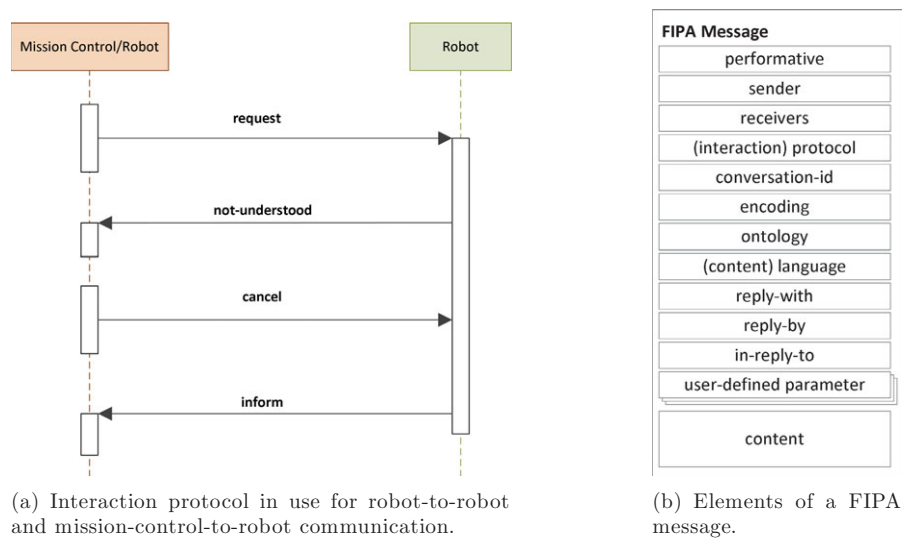 Mission Control/Robot
Robot
request
not-understood
cancel
inform
(a) Interaction protocol in use for robot-to-robot
and mission-control-to-robot communication.
FIPA Message
performative
sender
receivers
(interaction) protocol
conversation-id
encoding
ontology
(content) language
reply-with
reply-by
in-reply-to
user-defined parameter
content
(b) Elements of a FIPA
message.